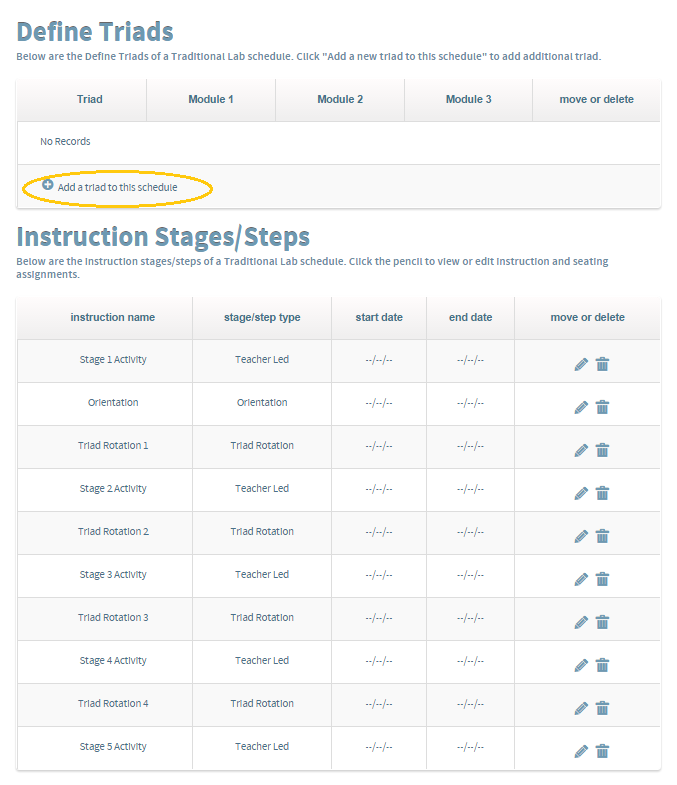 Define Triads
Below are the Define Triads of a Traditional Lab schedule. Click "Add a new triad to this schedule" to add additional triad.
Triad Module 1 Module 2 Module 3 move or delete
No Records
Add a triad to this schedule
Instruction Stages/Steps
Below are the instruction stages/steps of a Traditional Lab schedule. Click the pencil to view or edit instruction and seating
assignments.
instruction name stage/step type start date end date move or delete
Stage 1 Activity Teacher Led --/--/-- --/--/--
Orientation Orientation --/--/-- --/--/--
Triad Rotation 1 Triad Rotation --/--/-- --/--/--
Stage 2 Activity Teacher Led --/--/-- --/--/--
Triad Rotation 2 Triad Rotation --/--/-- --/--/--
Stage 3 Activity Teacher Led --/--/-- --/--/--
Triad Rotation 3 Triad Rotation --/--/-- --/--/--
Stage 4 Activity Teacher Led --/--/-- --/--/--
Triad Rotation 4 Triad Rotation --/--/-- --/--/--
Stage 5 Activity Teacher Led --/--/-- --/--/--